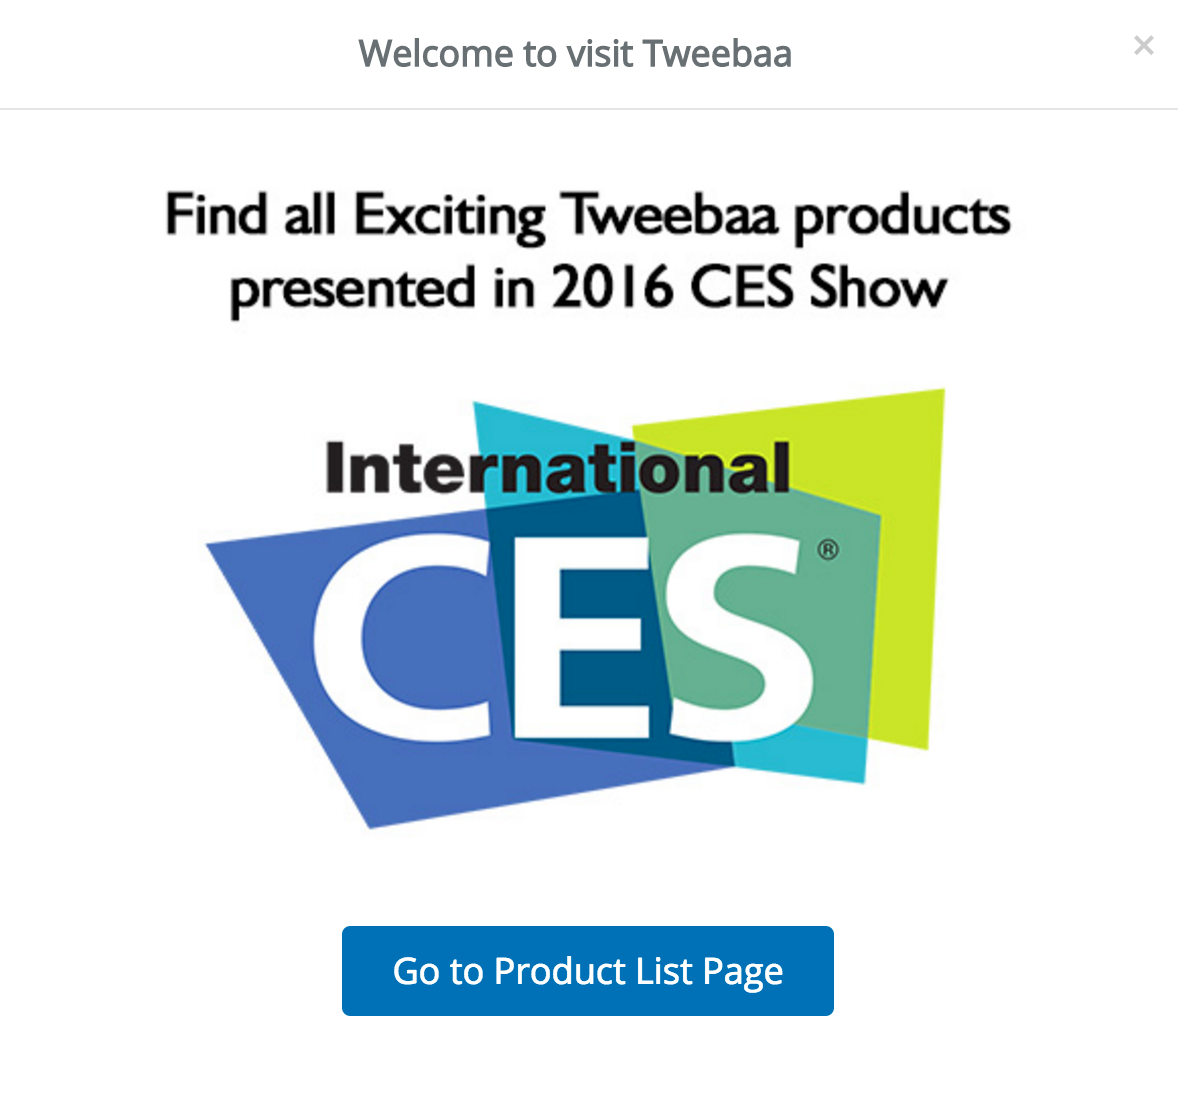 Welcome to visit Tweebaa
×
Find all Exciting Tweebaa products
presented in 2016 CES Show
International
CES®
Go to Product List Page